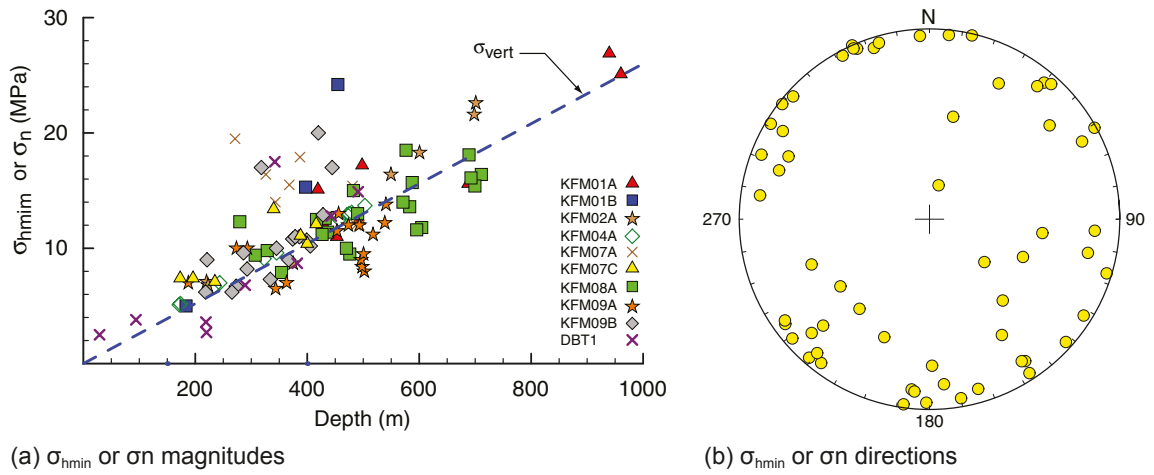 30
20
10
σhmim or σn (MPa)
σvert
KFM01A
KFM01B
KFM02A
KFM04A
KFM07A
KFM07C
KFM08A
KFM09A
KFM09B
DBT1
200 400 600 800 1000
Depth (m)
(a) σhmin or σn magnitudes
N
270
90
180
(b) σhmin or σn directions